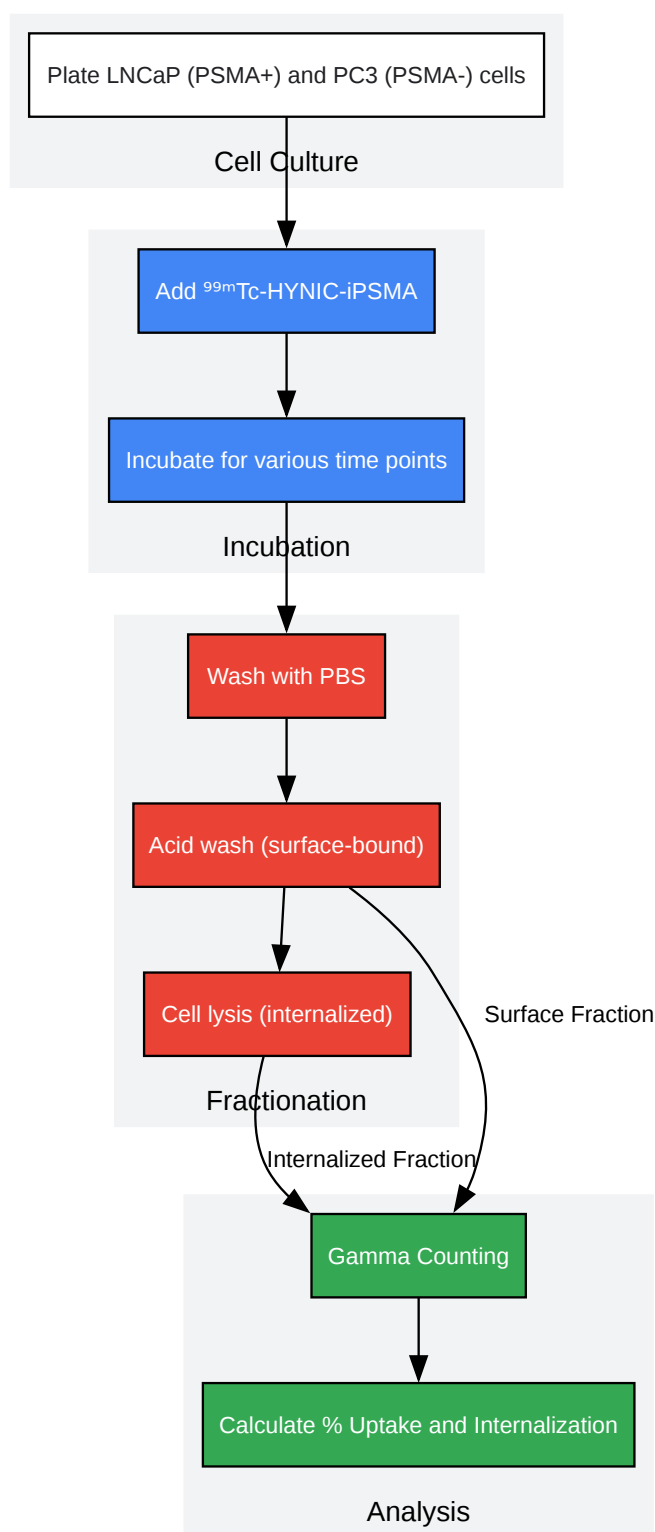 Plate LNCaP (PSMA+) and PC3 (PSMA-) cells
Cell Culture
Add ⁹⁹ᵐTc-HYNIC-iPSMA
Incubate for various time points
Incubation
Wash with PBS
Acid wash (surface-bound)
Cell lysis (internalized)
Surface Fraction
Fractionation
Internalized Fraction
Gamma Counting
Calculate % Uptake and Internalization
Analysis